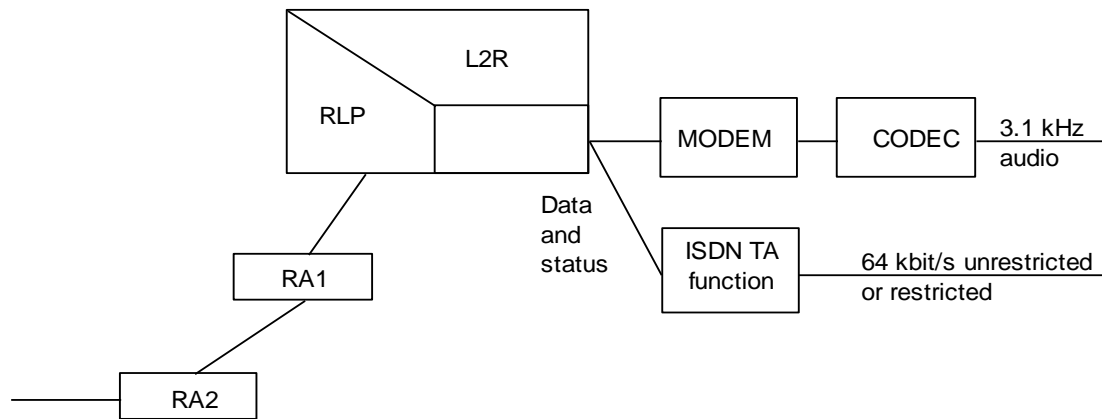 L2R
RLP
MODEM
CODEC
3.1 kHz
audio
Data
and
status
ISDN TA
function
64 kbit/s unrestricted
or restricted
RA1
RA2